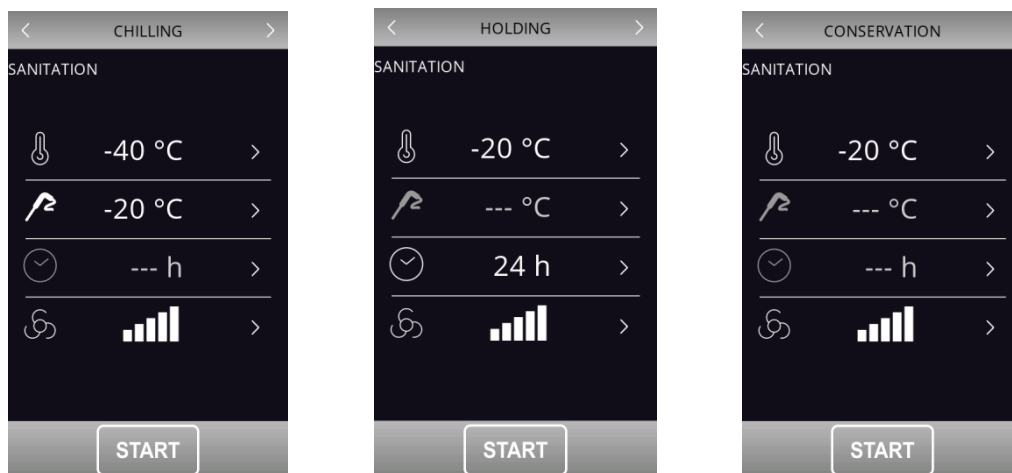 CHILLING
SANITATION
-40 °C
-20 °C
--- h
START
HOLDING
SANITATION
-20 °C
--- °C
24 h
START
CONSERVATION
SANITATION
-20 °C
--- °C
--- h
START